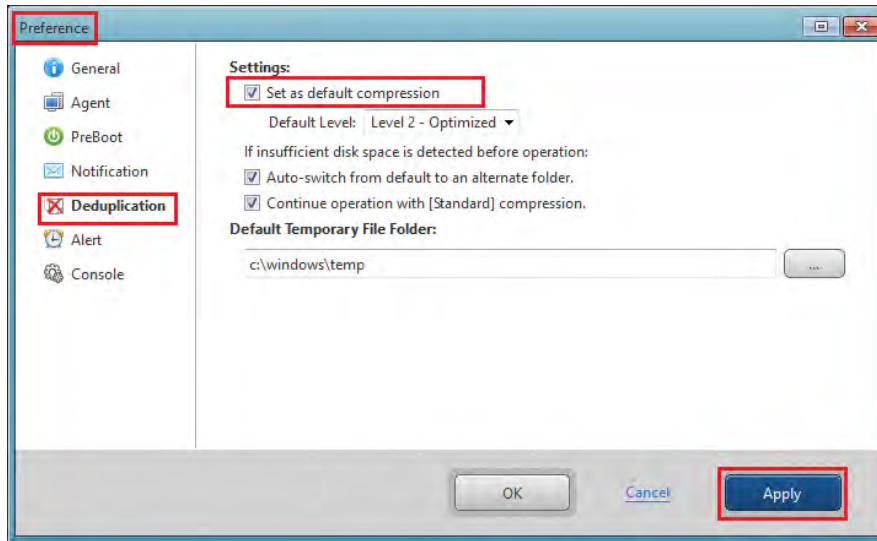 Preference
General
Agent
PreBoot
Notification
Deduplication
Alert
Console
Settings:
Set as default compression
Default Level: Level 2 - Optimized
If insufficient disk space is detected before operation:
Auto-switch from default to an alternate folder.
Continue operation with [Standard] compression.
Default Temporary File Folder:
c:\windows\temp
...
OK
Cancel
Apply